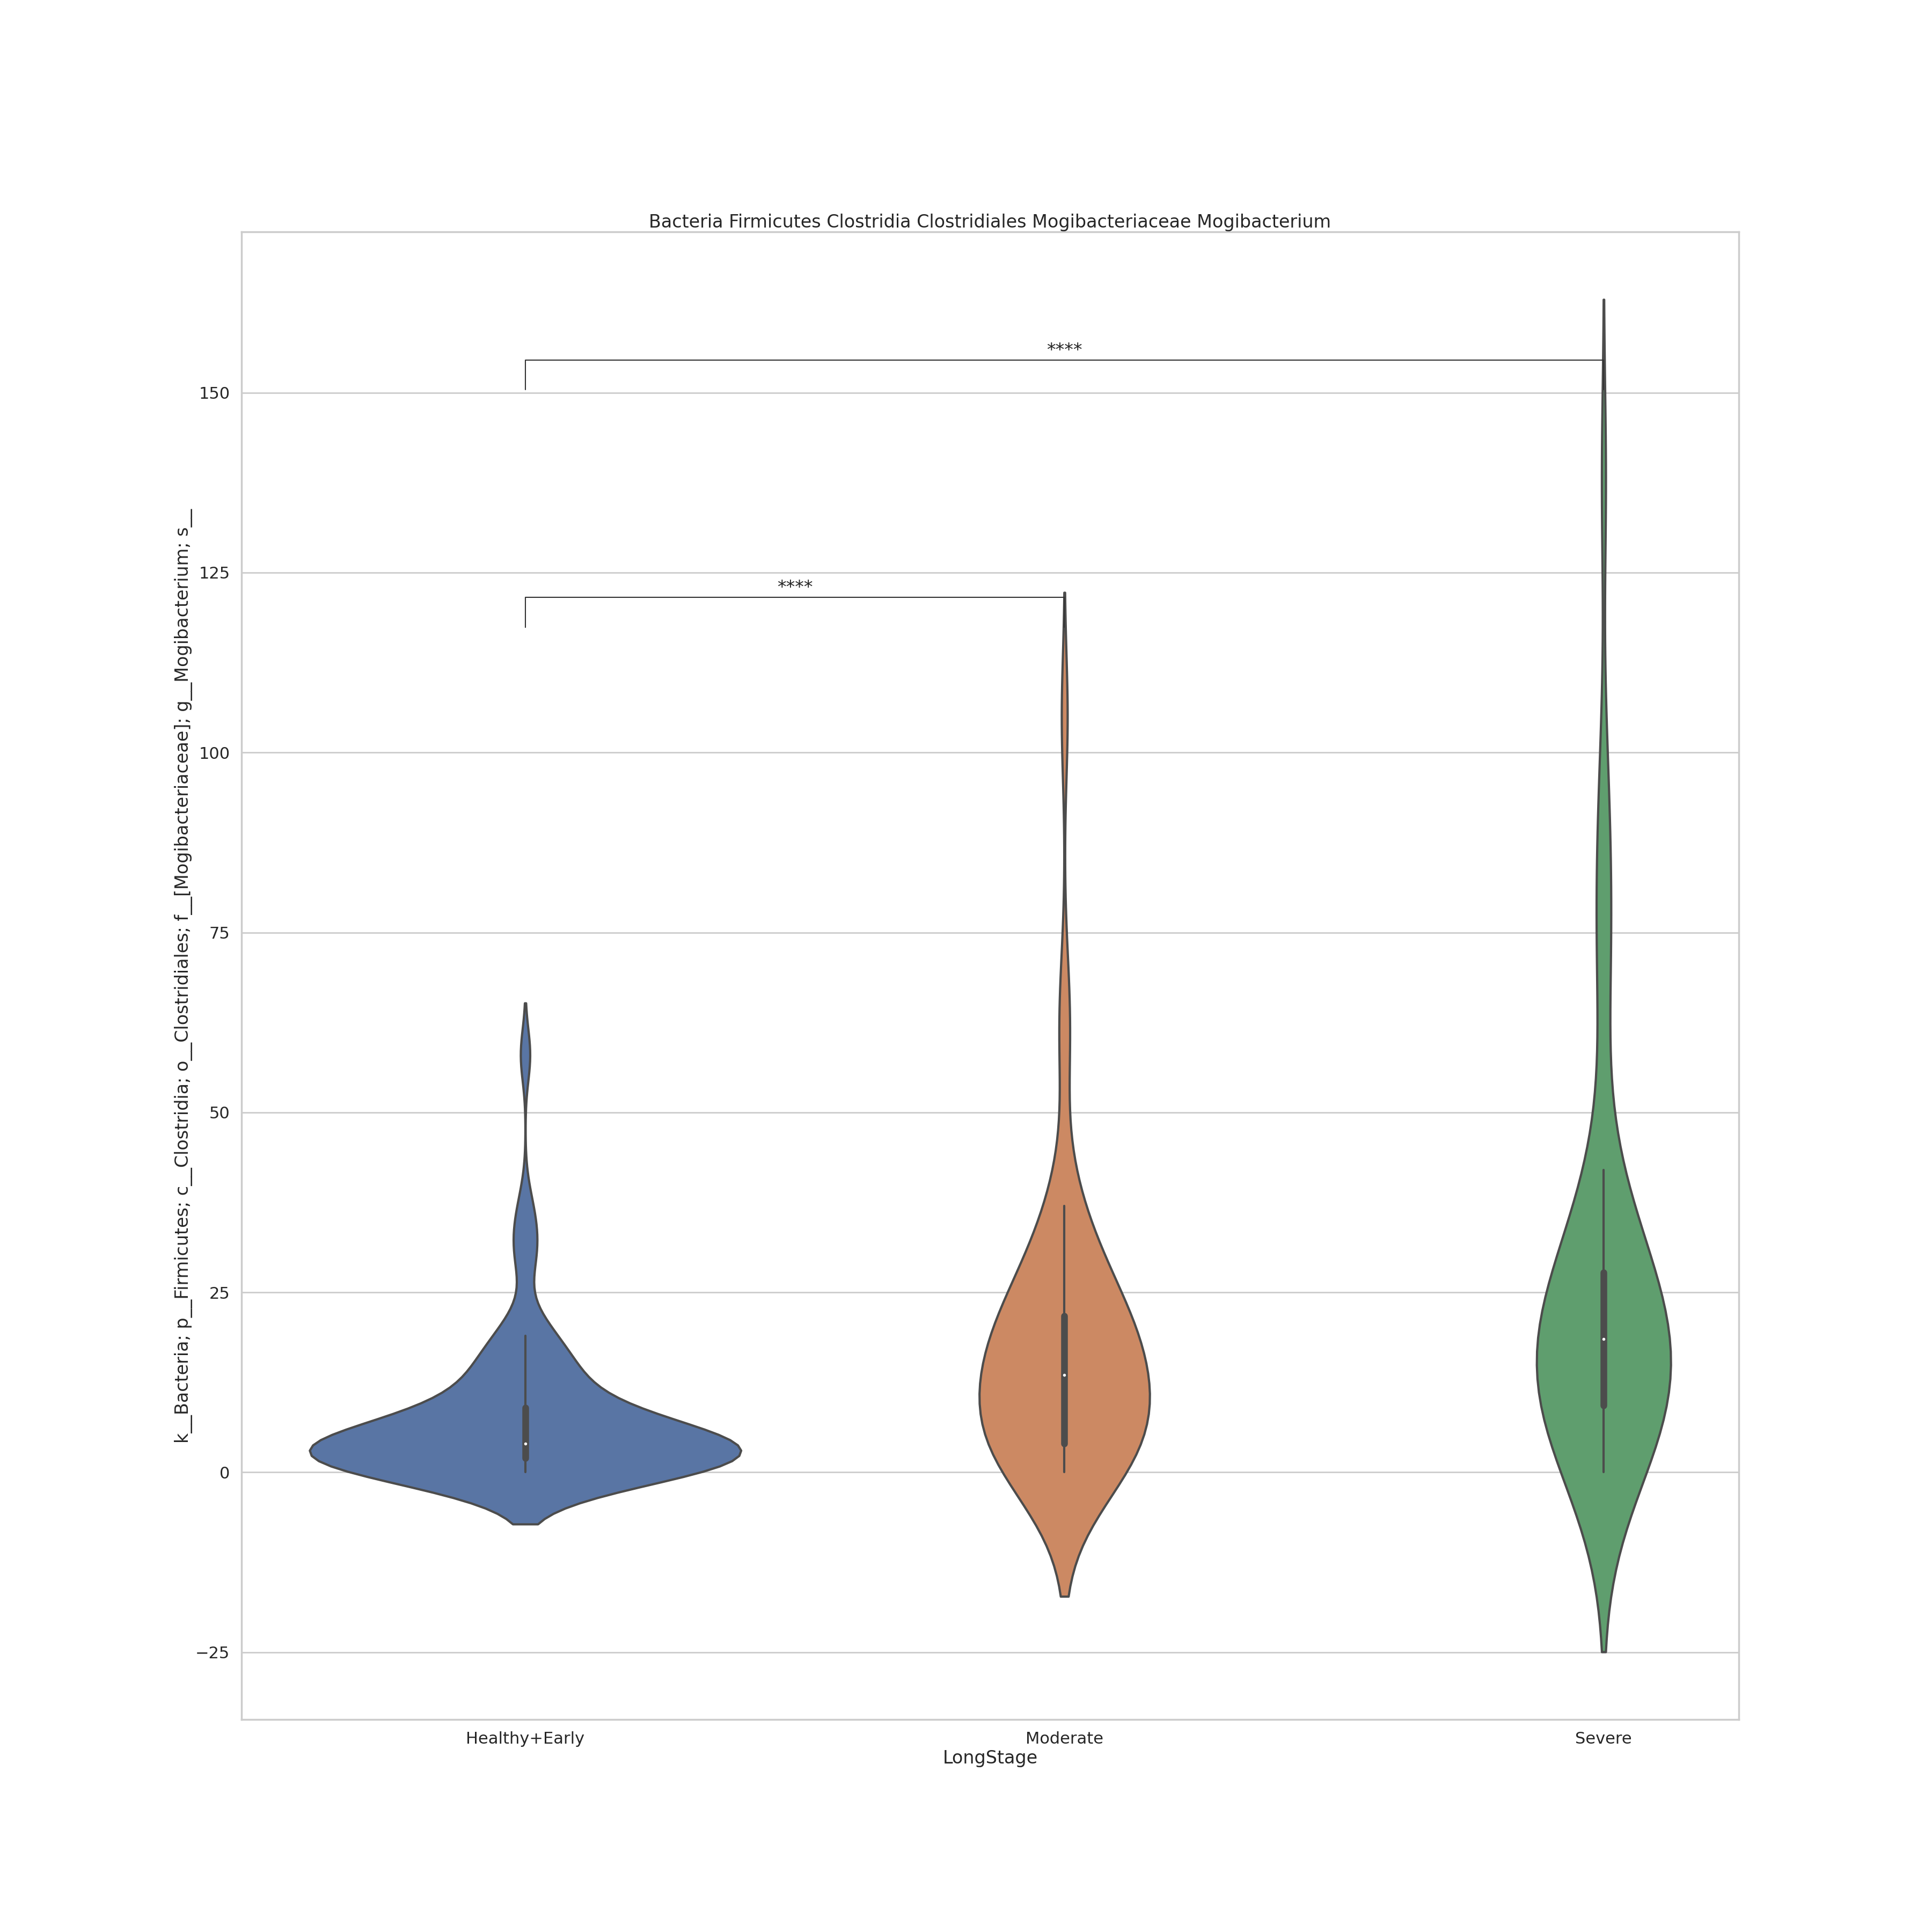 Bacteria Firmicutes Clostridia Clostridiales Mogibacteriaceae Mogibacterium
k__Bacteria; p__Firmicutes; c__Clostridia; o__Clostridiales; f__[Mogibacteriaceae]; g__Mogibacterium; s__
150
125
100
75
50
25
0
−25
****
****
Healthy+Early
Moderate
Severe
LongStage